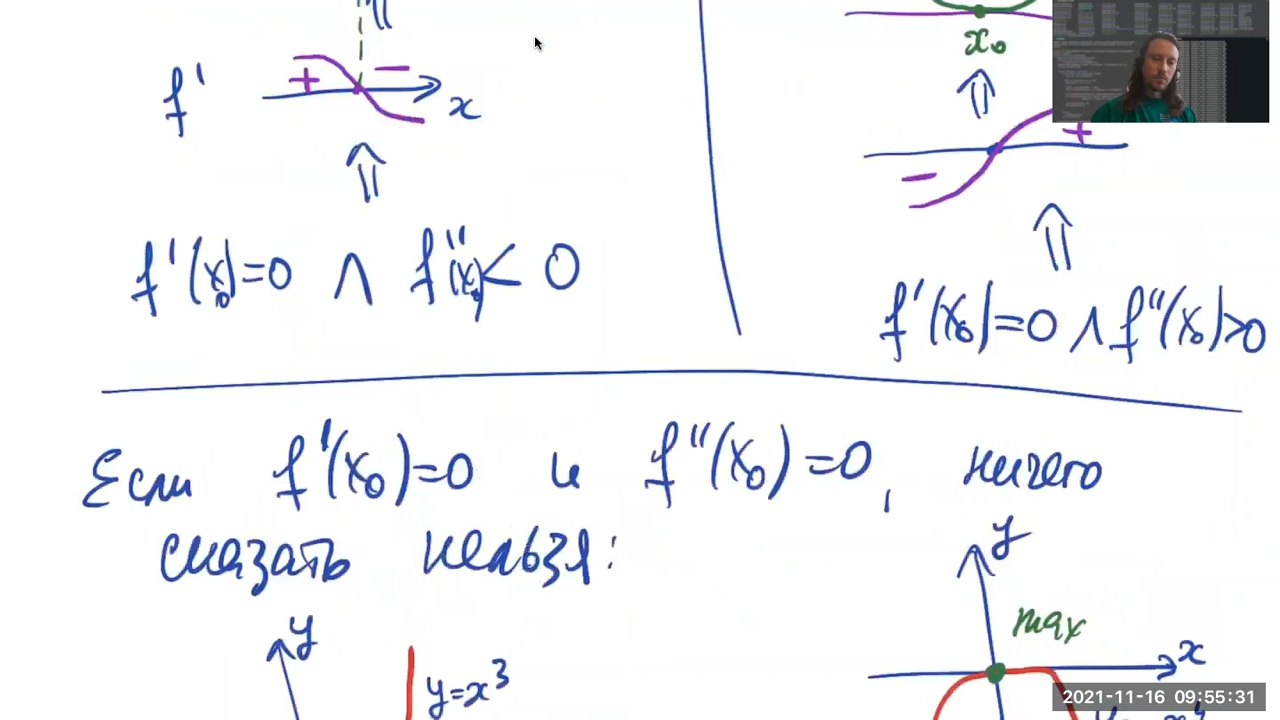 x₀
f' + − x
− +
f'(x₀)=0 ∧ f''(x₀)<0
f'(x₀)=0 ∧ f''(x₀)>0
Если f'(x₀)=0 и f''(x₀)=0, ничего
сказать нельзя:
y
max
y
x
y=x³
2021-11-16 09:55:31